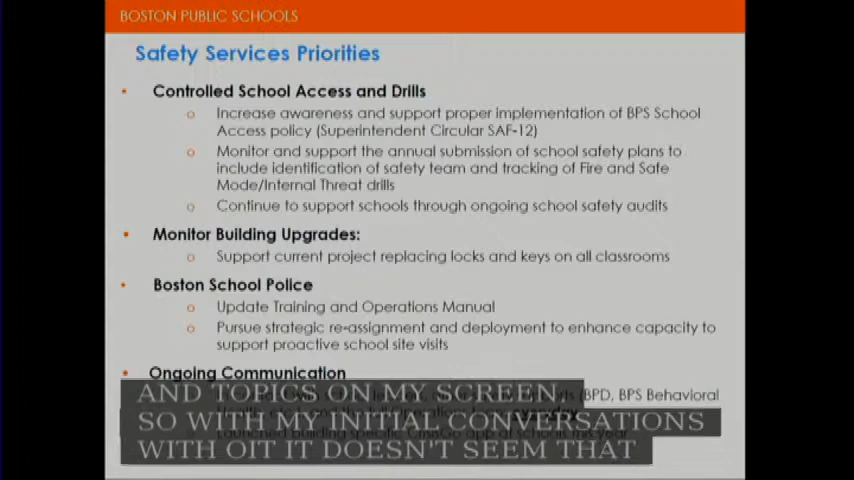 BOSTON PUBLIC SCHOOLS
Safety Services Priorities
• Controlled School Access and Drills
o Increase awareness and support proper implementation of BPS School
Access policy (Superintendent Circular SAF-12)
o Monitor and support the annual submission of school safety plans to
include identification of safety team and tracking of Fire and Safe
Mode/Internal Threat drills
o Continue to support schools through ongoing school safety audits
• Monitor Building Upgrades:
o Support current project replacing locks and keys on all classrooms
• Boston School Police
o Update Training and Operations Manual
o Pursue strategic re-assignment and deployment to enhance capacity to
support proactive school site visits
• Ongoing Communication
(BPD, BPS Behavioral
AND TOPICS ON MY SCREEN.
SO WITH MY INITIAL CONVERSATIONS
WITH OIT IT DOESN'T SEEM THAT